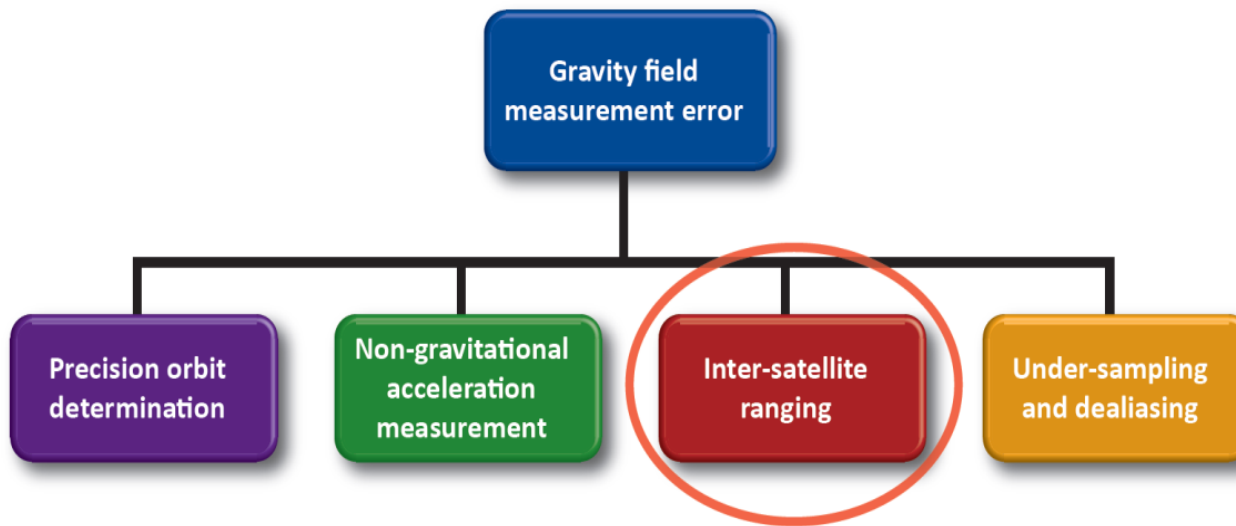 Gravity field
measurement error
Precision orbit
determination
Non-gravitational
acceleration
measurement
Inter-satellite
ranging
Under-sampling
and dealiasing